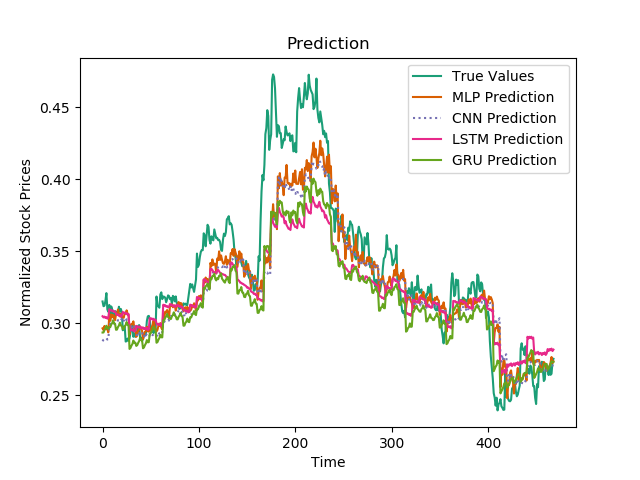 Prediction
True Values
MLP Prediction
CNN Prediction
LSTM Prediction
GRU Prediction
Normalized Stock Prices
0.45
0.40
0.35
0.30
0.25
0 100 200 300 400
Time